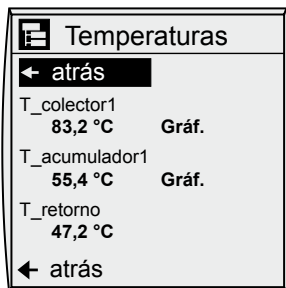 Temperaturas
← atrás
T_colector1
83,2 °C Gráf.
T_acumulador1
55,4 °C Gráf.
T_retorno
47,2 °C
← atrás